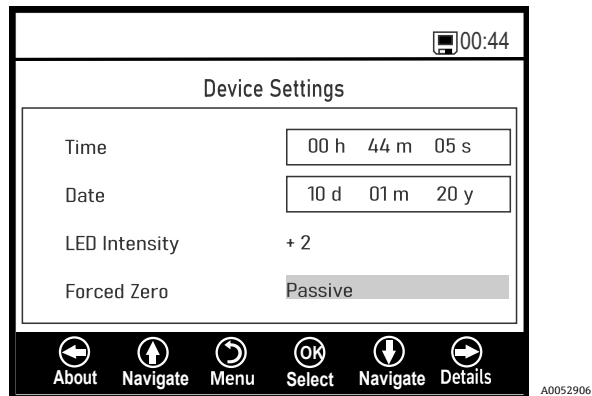 00:44
Device Settings
Time 00 h 44 m 05 s
Date 10 d 01 m 20 y
LED Intensity + 2
Forced Zero Passive
OK
About Navigate Menu Select Navigate Details
A0052906